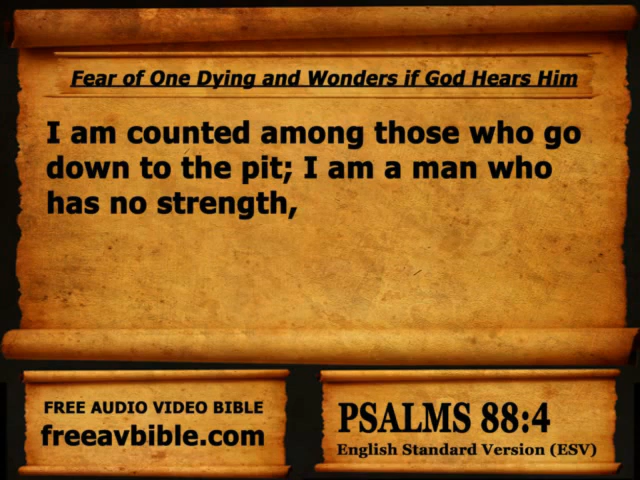 Fear of One Dying and Wonders if God Hears Him
I am counted among those who go
down to the pit; I am a man who
has no strength,
FREE AUDIO VIDEO BIBLE
freeavbible.com
PSALMS 88:4
English Standard Version (ESV)